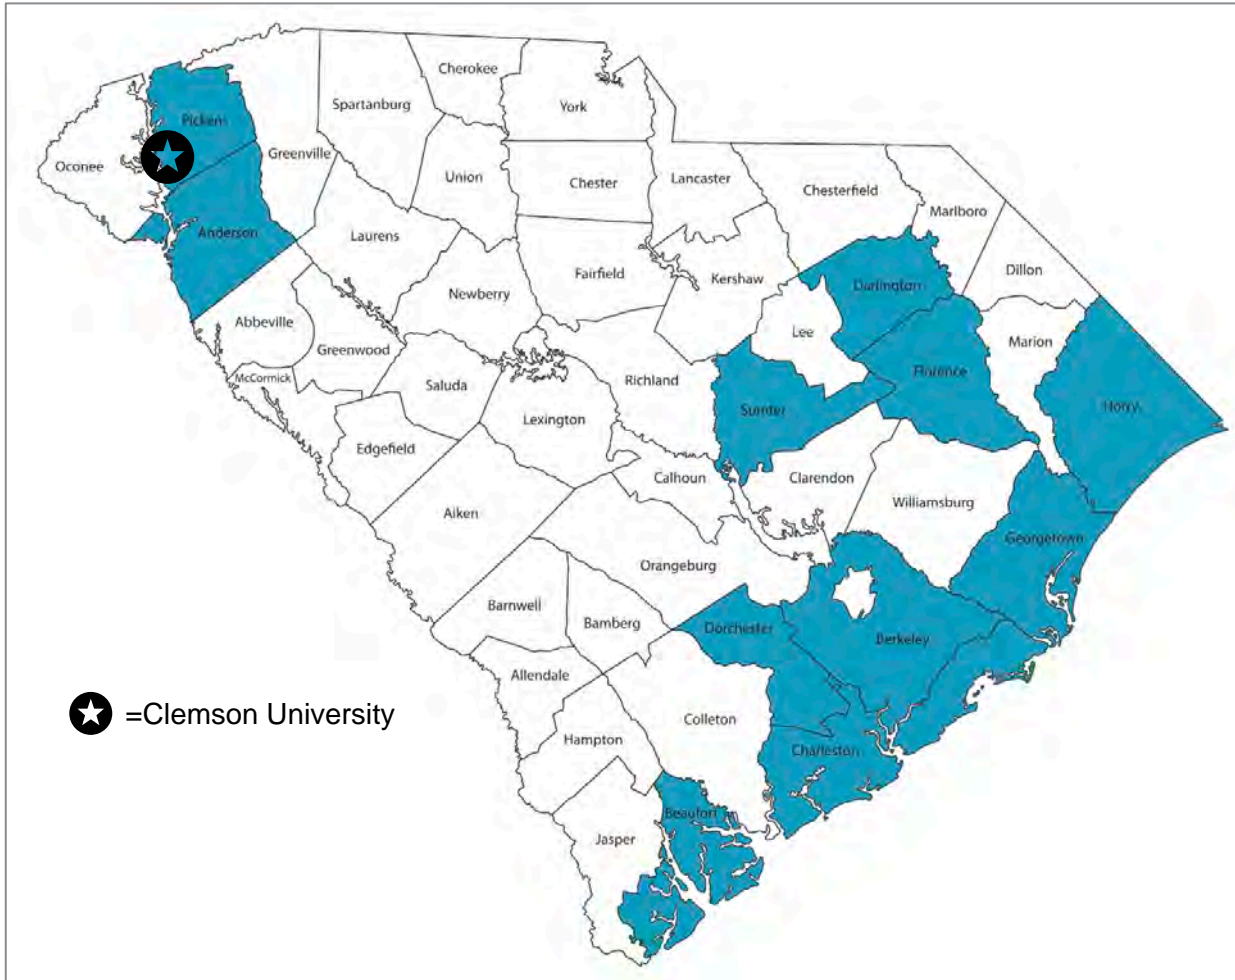 Cherokee
Spartanburg
York
Pickens
Greenville
Oconee
Union
Chester
Lancaster
Chesterfield
Marlboro
Anderson
Laurens
Fairfield
Kershaw
Dillon
Darlington
Newberry
Abbeville
Greenwood
Lee
Marion
McCormick
Saluda
Richland
Florence
Sumter
Horry
Lexington
Edgefield
Calhoun
Clarendon
Williamsburg
Aiken
Georgetown
Orangeburg
Barnwell
Bamberg
Dorchester
Berkeley
Allendale
=Clemson University
Colleton
Hampton
Charleston
Beaufort
Jasper